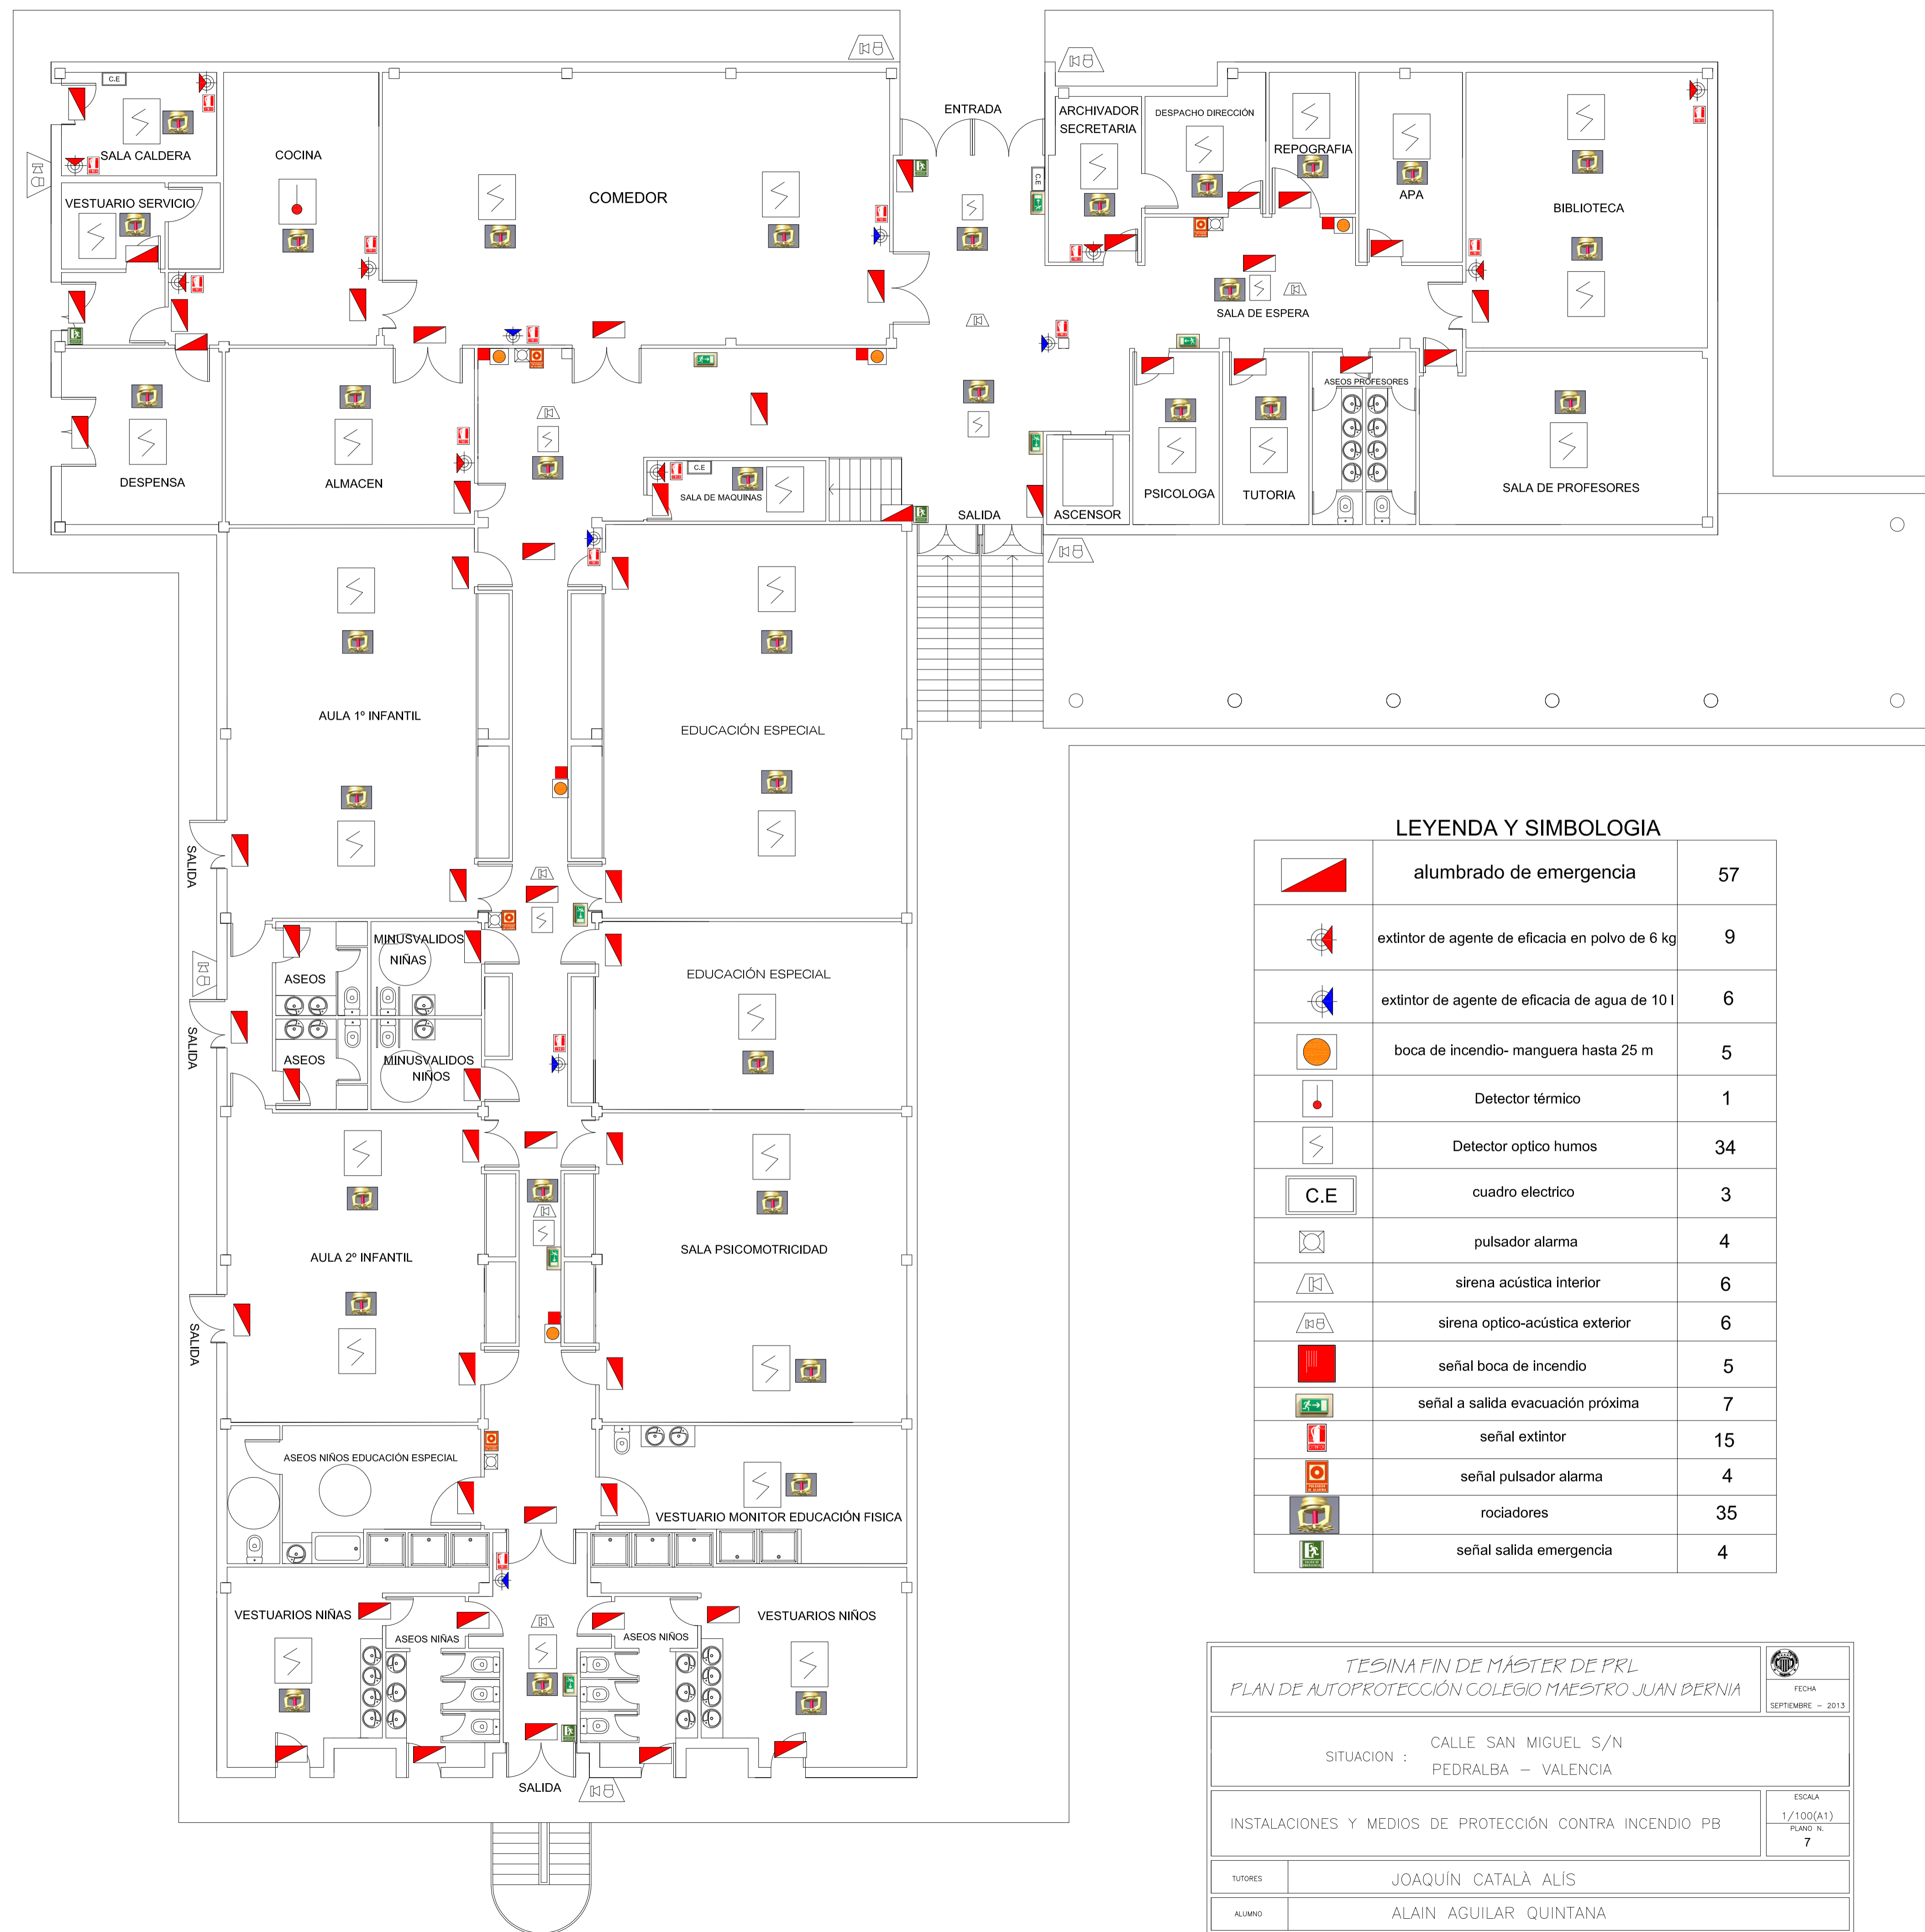 C.E
SALA CALDERA
COCINA
VESTUARIO SERVICIO
COMEDOR
ENTRADA
C.E
ARCHIVADOR
SECRETARIA
DESPACHO DIRECCIÓN
REPOGRAFIA
APA
BIBLIOTECA
SALA DE ESPERA
DESPENSA
ALMACEN
C.E
SALA DE MAQUINAS
SALIDA
ASCENSOR
PSICOLOGA
TUTORIA
ASEOS PROFESORES
SALA DE PROFESORES
AULA 1º INFANTIL
EDUCACIÓN ESPECIAL
SALIDA
ASEOS
MINUSVALIDOS
NIÑAS
EDUCACIÓN ESPECIAL
SALIDA
ASEOS
MINUSVALIDOS
NIÑOS
AULA 2º INFANTIL
SALA PSICOMOTRICIDAD
SALIDA
ASEOS NIÑOS EDUCACIÓN ESPECIAL
VESTUARIO MONITOR EDUCACIÓN FISICA
VESTUARIOS NIÑAS
ASEOS NIÑAS
ASEOS NIÑOS
VESTUARIOS NIÑOS
SALIDA
LEYENDA Y SIMBOLOGIA
alumbrado de emergencia 57
extintor de agente de eficacia en polvo de 6 kg 9
extintor de agente de eficacia de agua de 10 l 6
boca de incendio- manguera hasta 25 m 5
Detector térmico 1
Detector optico humos 34
C.E cuadro electrico 3
pulsador alarma 4
sirena acústica interior 6
sirena optico-acústica exterior 6
señal boca de incendio 5
señal a salida evacuación próxima 7
señal extintor 15
señal pulsador alarma 4
rociadores 35
señal salida emergencia 4
TESINA FIN DE MÁSTER DE PRL
PLAN DE AUTOPROTECCIÓN COLEGIO MAESTRO JUAN BERNIA
FECHA
SEPTIEMBRE - 2013
SITUACION :
CALLE SAN MIGUEL S/N
PEDRALBA - VALENCIA
INSTALACIONES Y MEDIOS DE PROTECCIÓN CONTRA INCENDIO PB
ESCALA
1/100(A1)
PLANO N.
7
TUTORES
JOAQUÍN CATALÀ ALÍS
ALUMNO
ALAIN AGUILAR QUINTANA